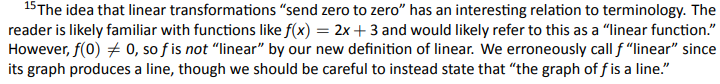 ¹⁵The idea that linear transformations “send zero to zero” has an interesting relation to terminology. The
reader is likely familiar with functions like f(x) = 2x + 3 and would likely refer to this as a “linear function.”
However, f(0) ≠ 0, so f is not “linear” by our new definition of linear. We erroneously call f “linear” since
its graph produces a line, though we should be careful to instead state that “the graph of f is a line.”